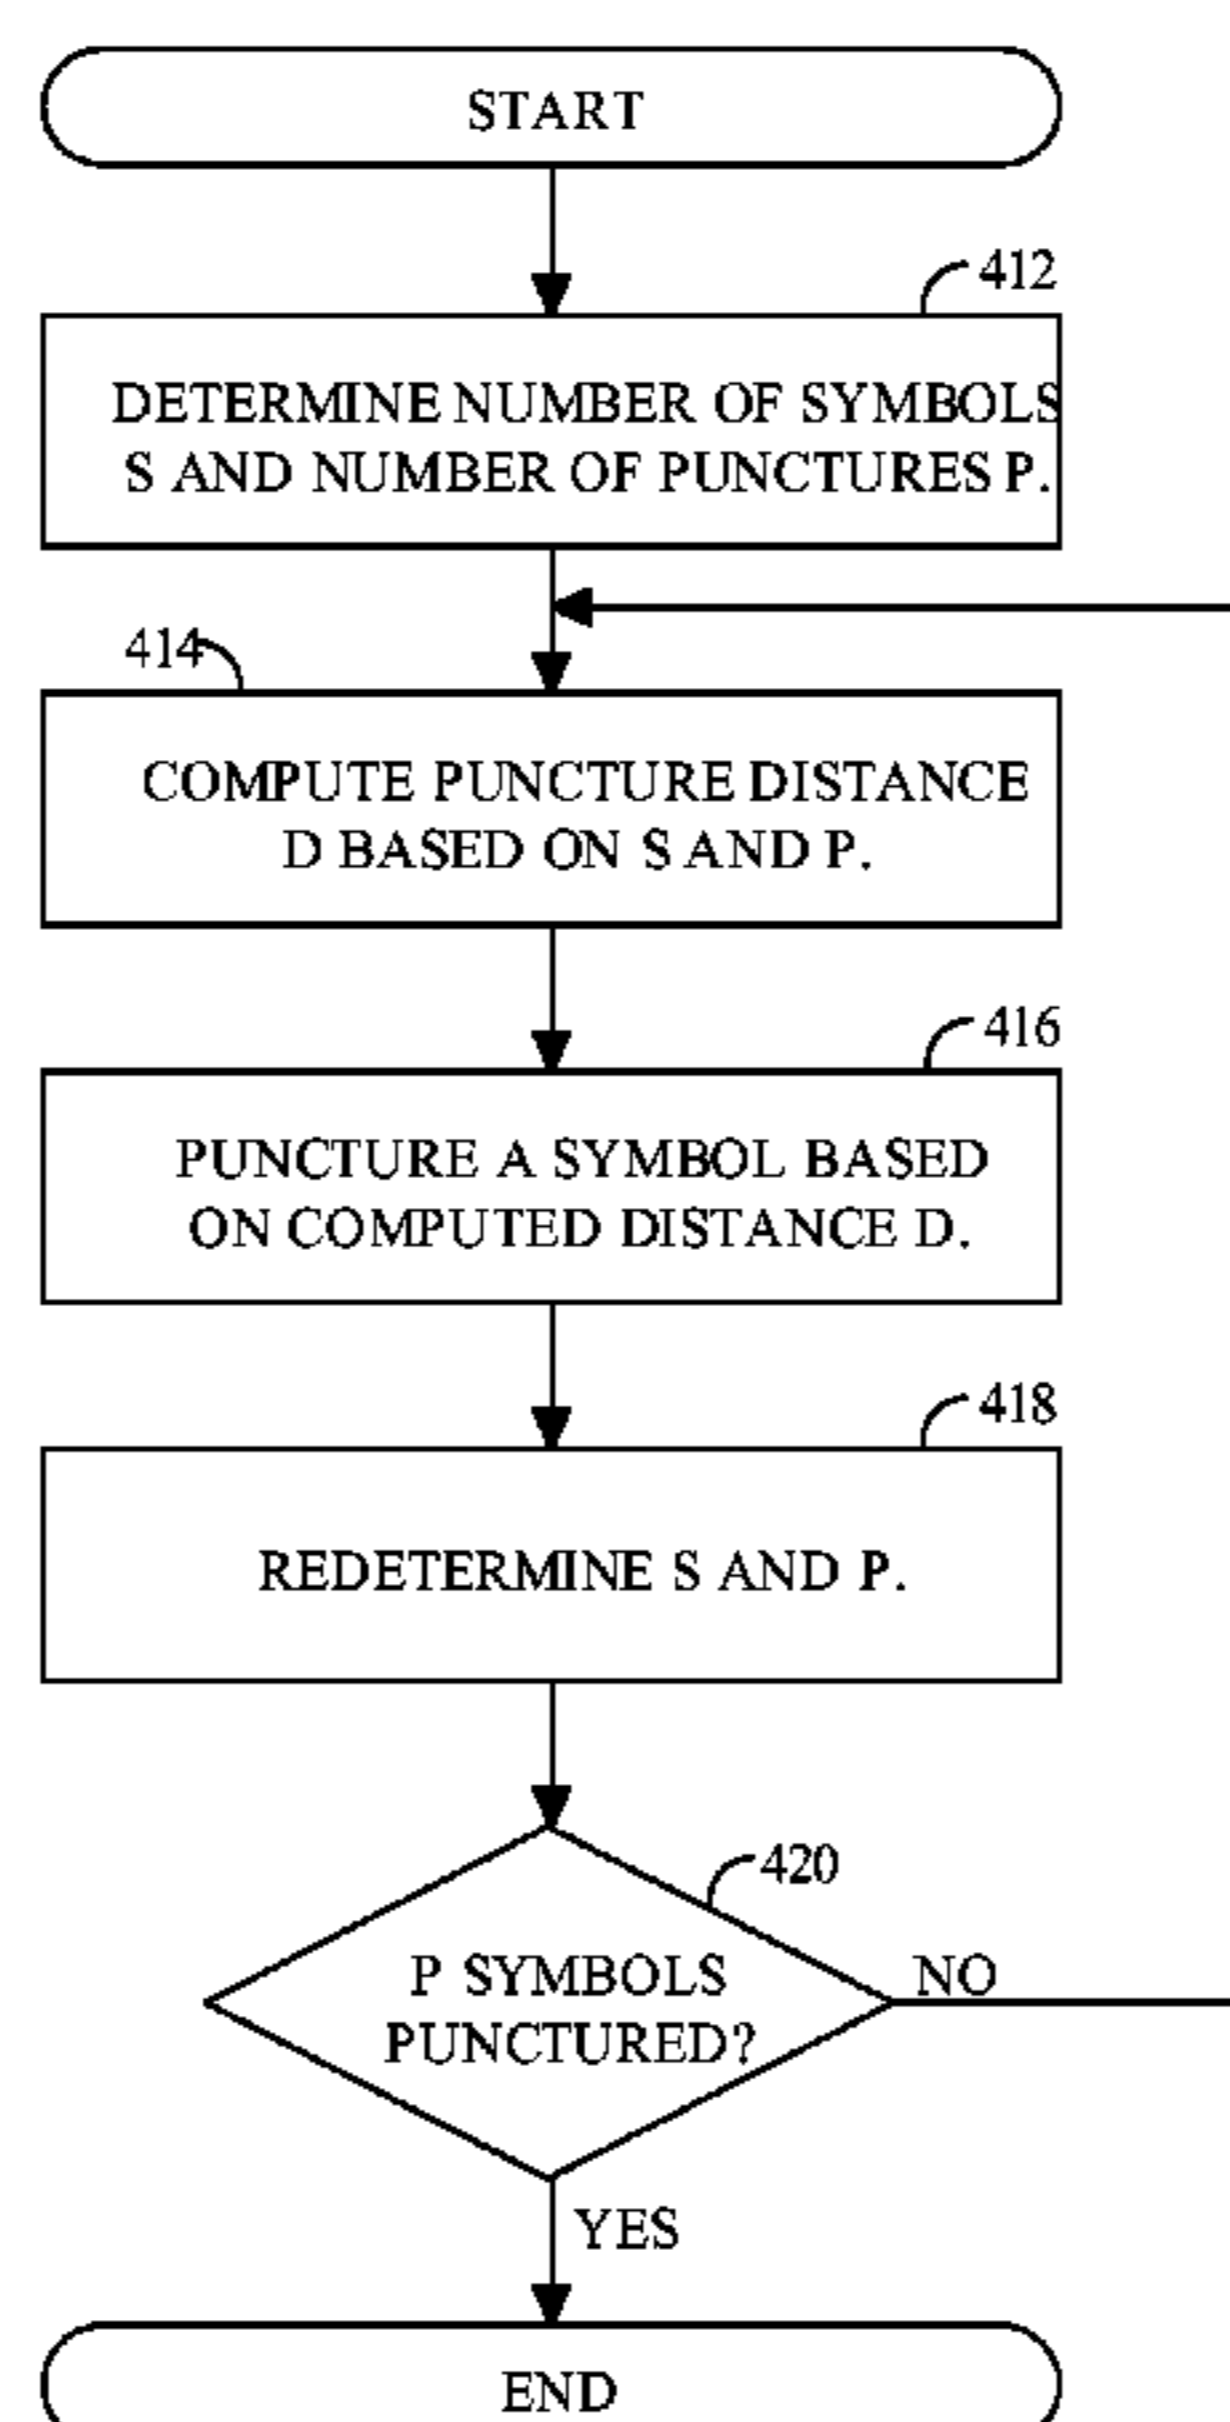 START
412
DETERMINE NUMBER OF SYMBOLS
S AND NUMBER OF PUNCTURES P.
414
COMPUTE PUNCTURE DISTANCE
D BASED ON S AND P.
416
PUNCTURE A SYMBOL BASED
ON COMPUTED DISTANCE D.
418
REDETERMINE S AND P.
420
P SYMBOLS
PUNCTURED?
NO
YES
END